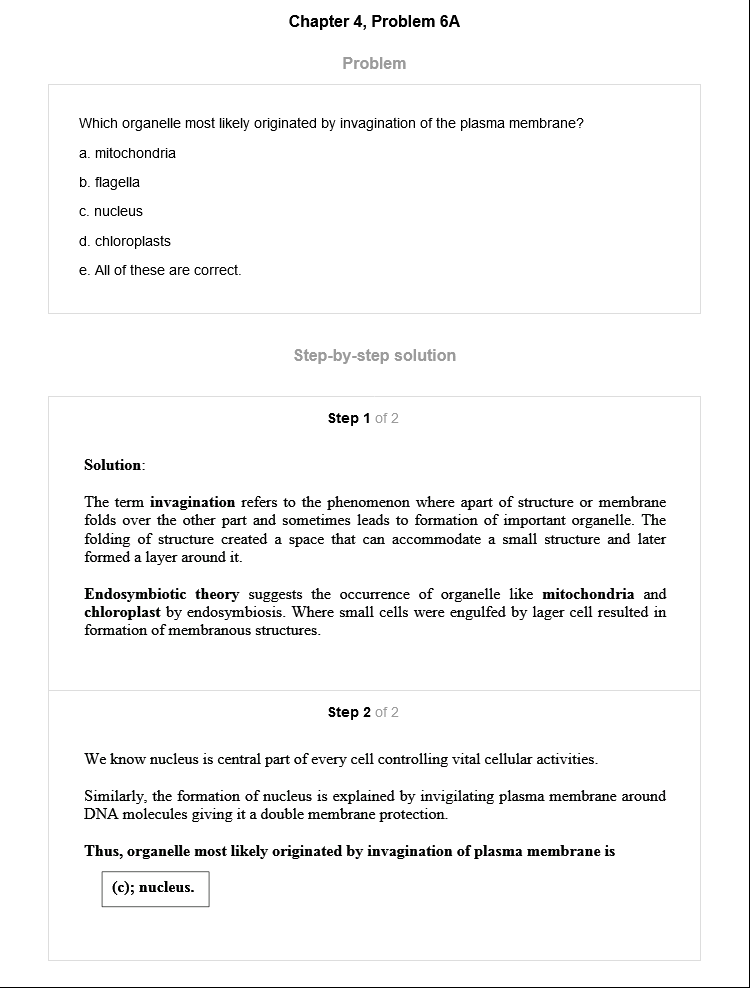 Chapter 4, Problem 6A
Problem
Which organelle most likely originated by invagination of the plasma membrane?
a. mitochondria
b. flagella
c. nucleus
d. chloroplasts
e. All of these are correct.
Step-by-step solution
Step 1 of 2
Solution:
The term invagination refers to the phenomenon where apart of structure or membrane
folds over the other part and sometimes leads to formation of important organelle. The
folding of structure created a space that can accommodate a small structure and later
formed a layer around it.
Endosymbiotic theory suggests the occurrence of organelle like mitochondria and
chloroplast by endosymbiosis. Where small cells were engulfed by lager cell resulted in
formation of membranous structures.
Step 2 of 2
We know nucleus is central part of every cell controlling vital cellular activities.
Similarly, the formation of nucleus is explained by invigilating plasma membrane around
DNA molecules giving it a double membrane protection.
Thus, organelle most likely originated by invagination of plasma membrane is
(c); nucleus.